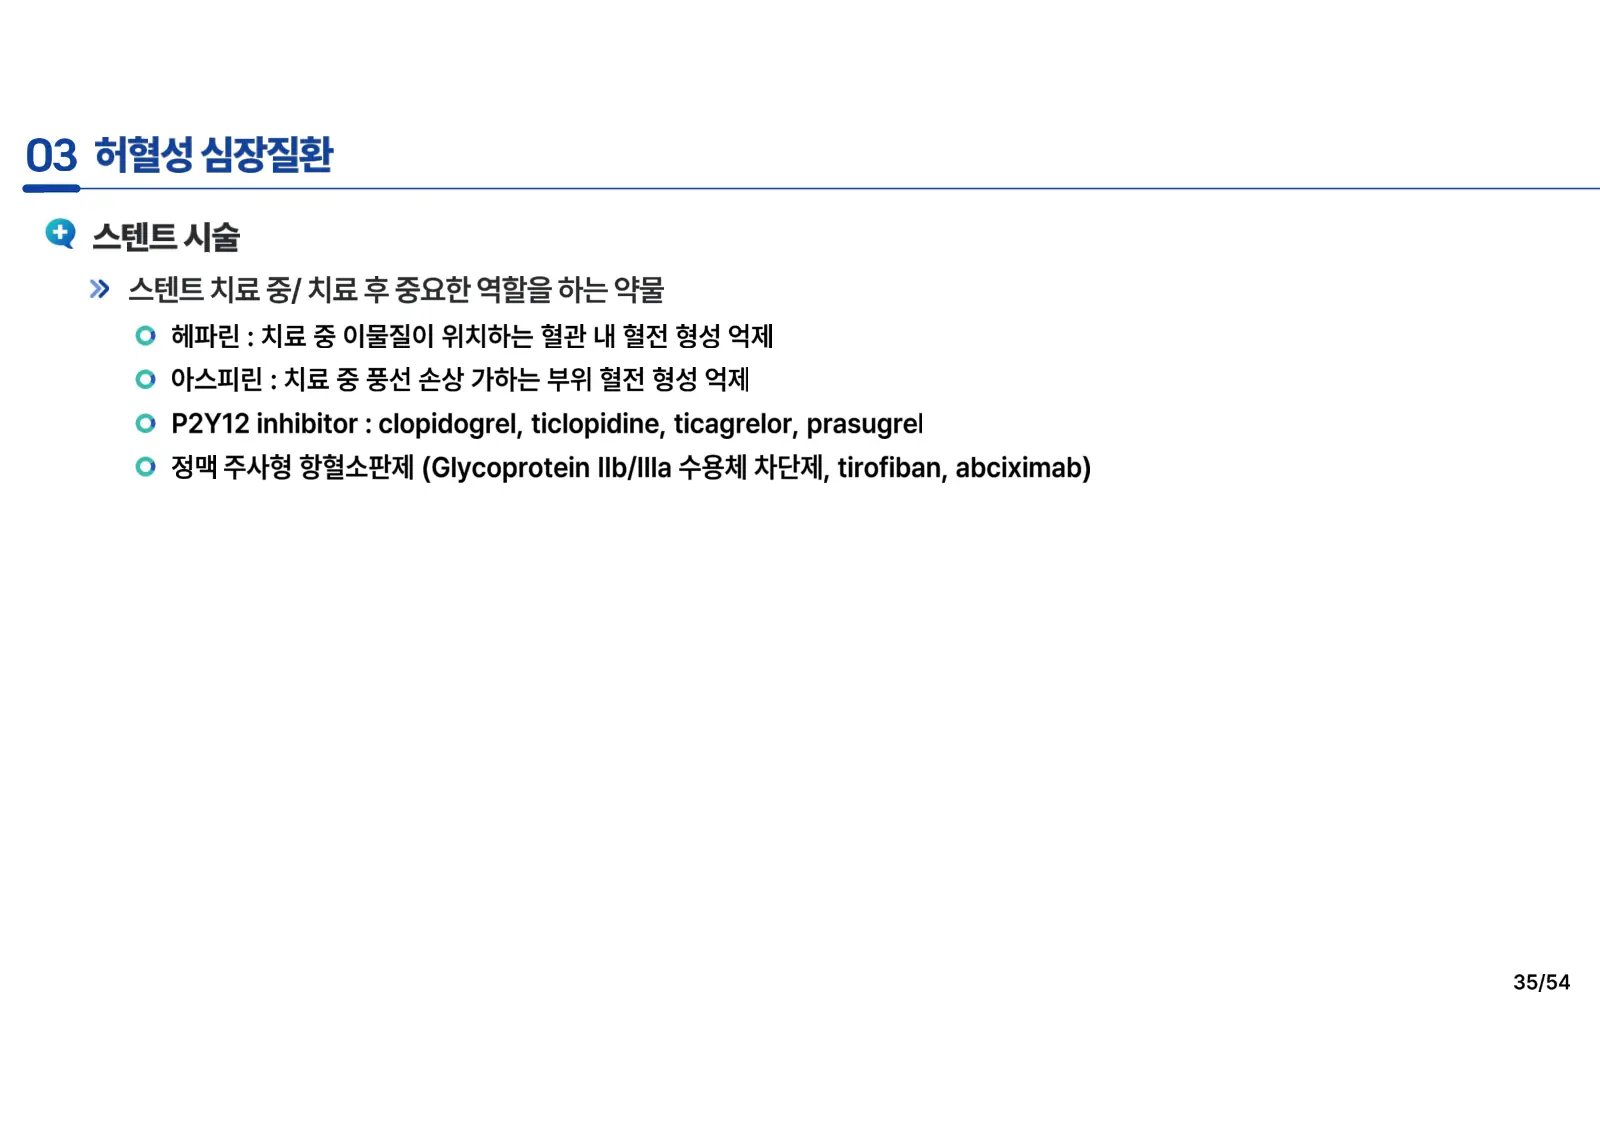 03 허혈성 심장질환
스텐트 시술
스텐트 치료 중/ 치료 후 중요한 역할을 하는 약물
헤파린 : 치료 중 이물질이 위치하는 혈관 내 혈전 형성 억제
아스피린 : 치료 중 풍선 손상 가하는 부위 혈전 형성 억제
P2Y12 inhibitor : clopidogrel, ticlopidine, ticagrelor, prasugrel
정맥 주사형 항혈소판제 (Glycoprotein IIb/IIIa 수용체 차단제, tirofiban, abciximab)
35/54